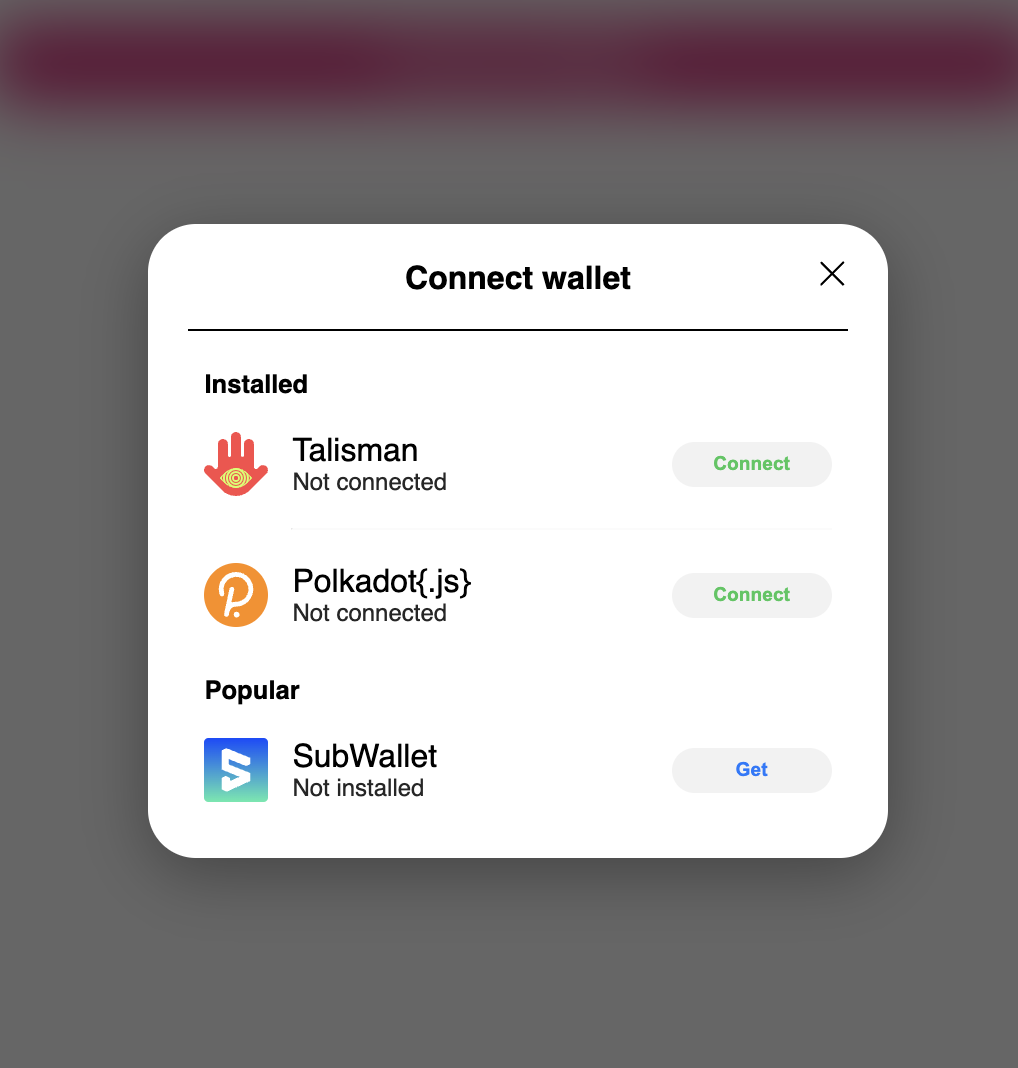 Connect wallet
Installed
Talisman
Not connected
Connect
Polkadot{.js}
Not connected
Connect
Popular
SubWallet
Not installed
Get